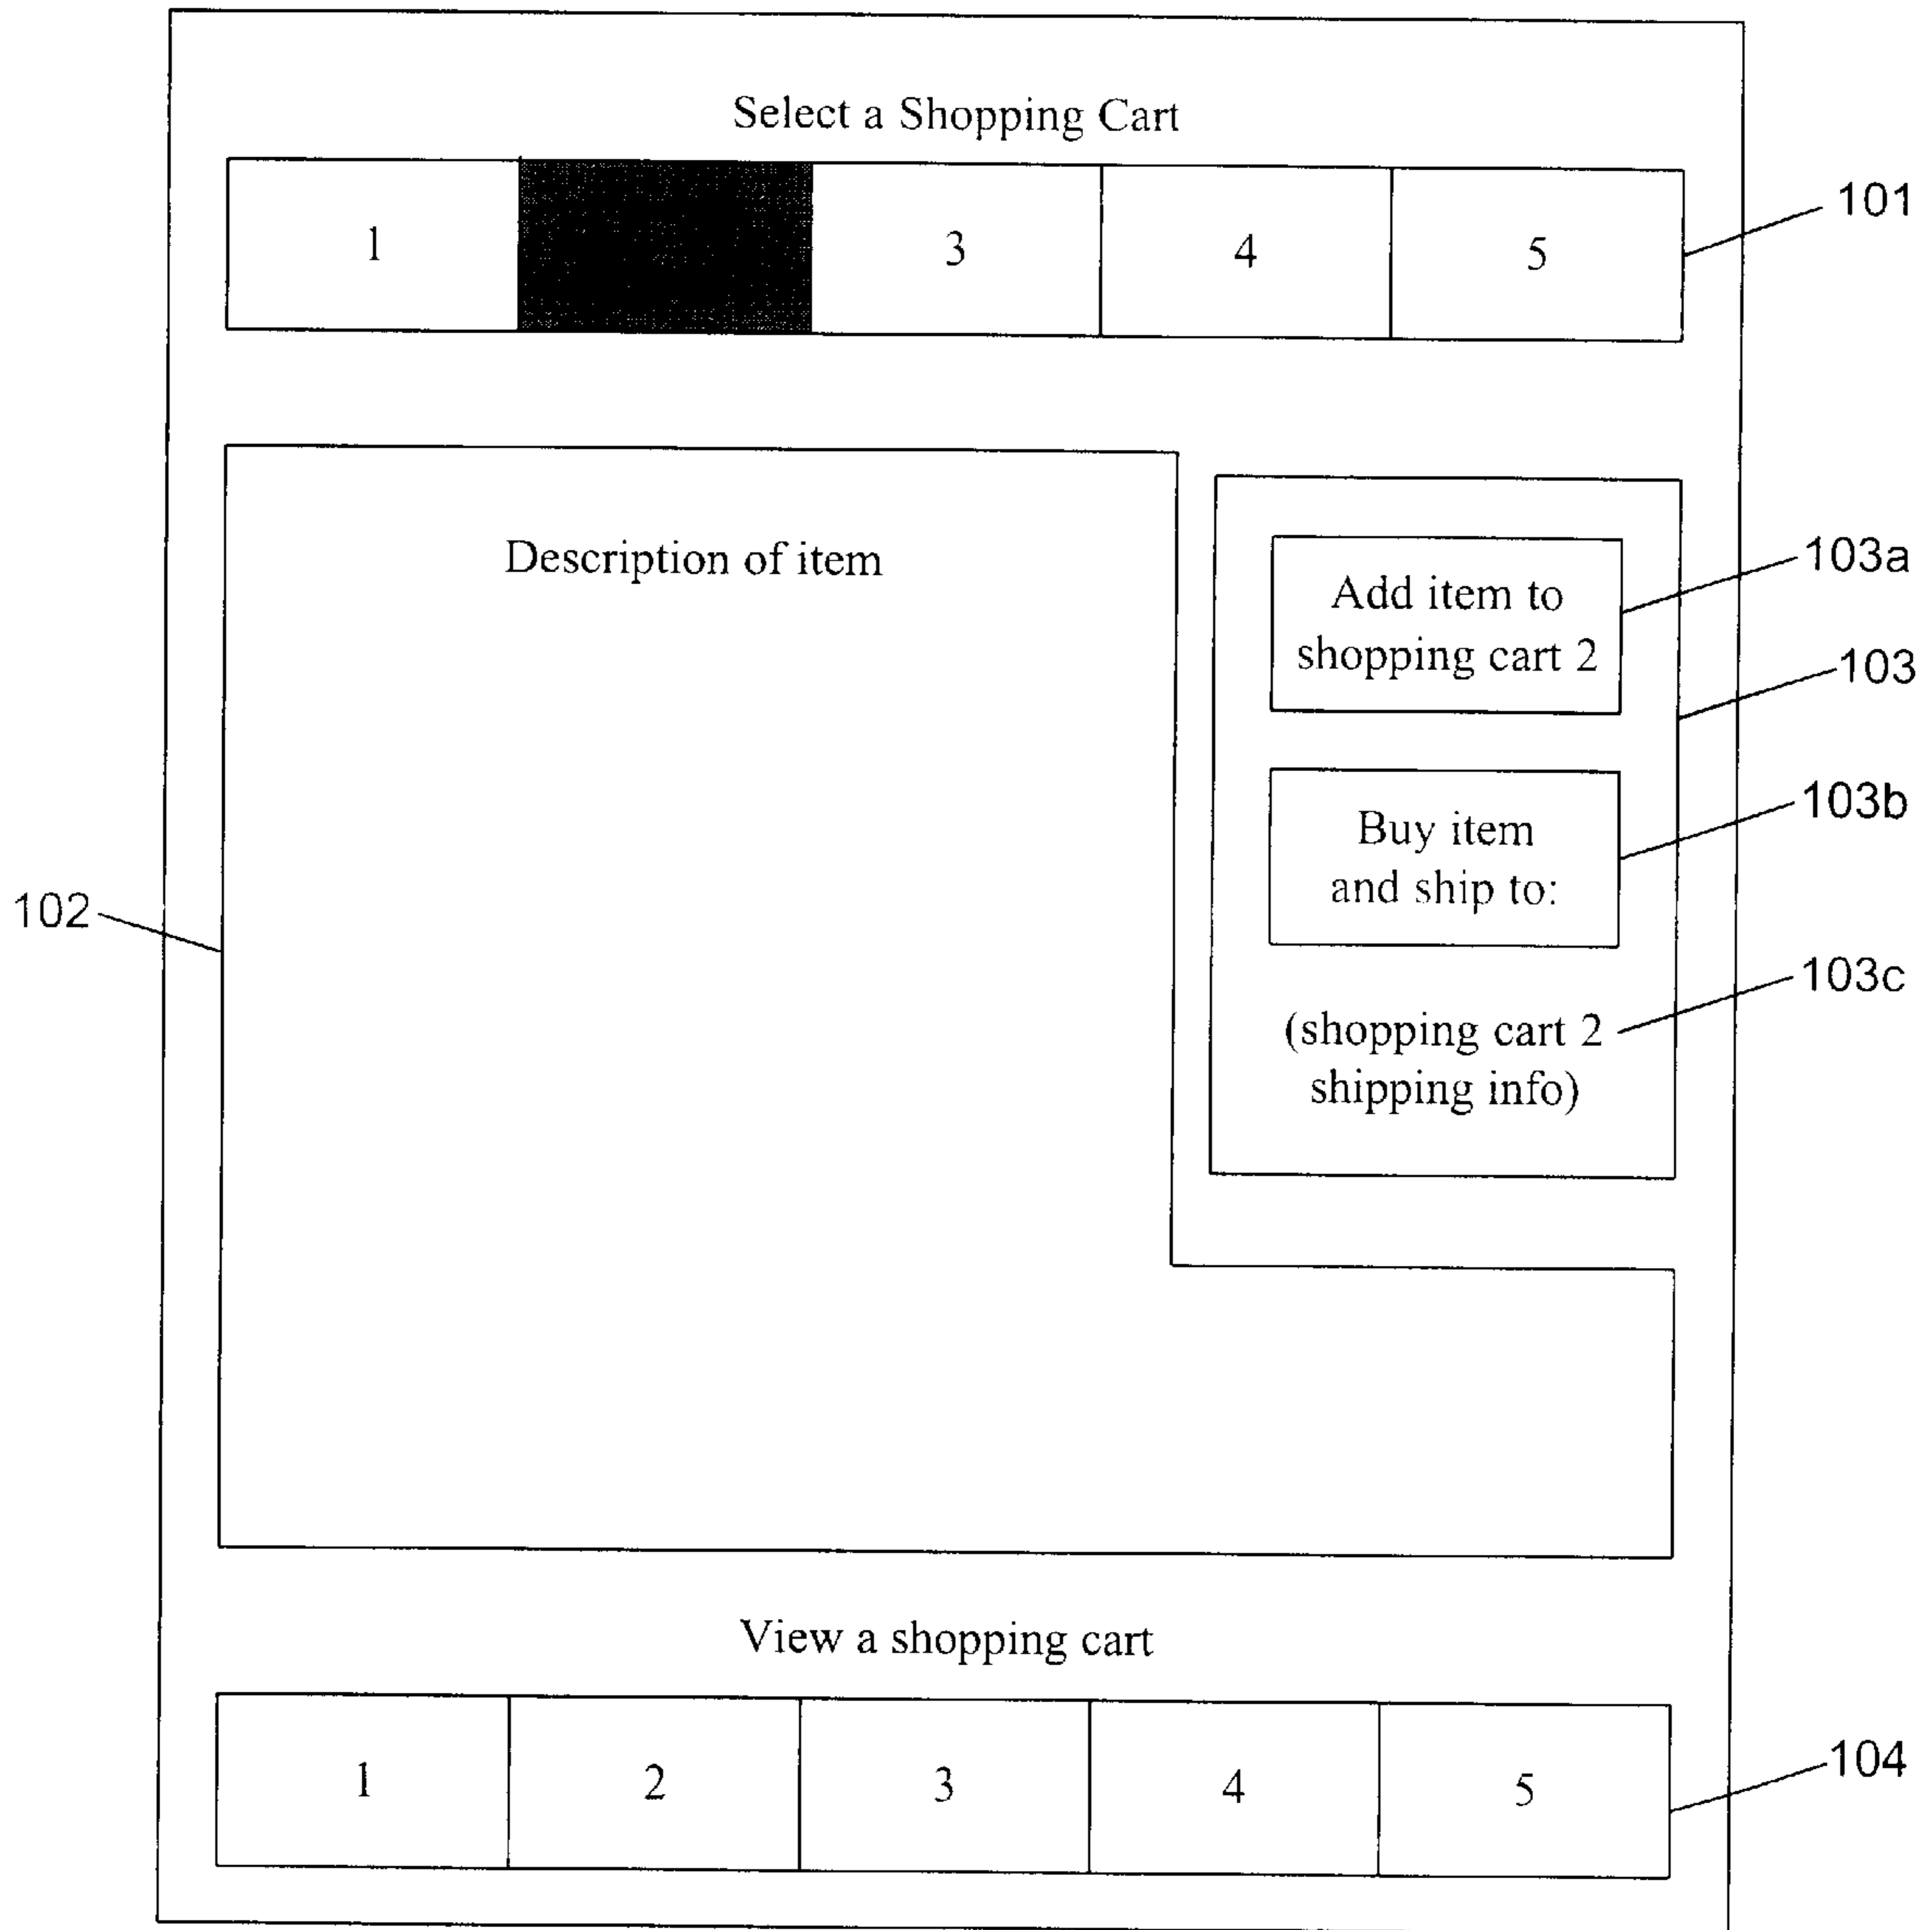 Select a Shopping Cart
1 3 4 5
101
Description of item
Add item to
shopping cart 2
103a
103
Buy item
and ship to:
103b
102
103c
(shopping cart 2
shipping info)
View a shopping cart
1 2 3 4 5
104